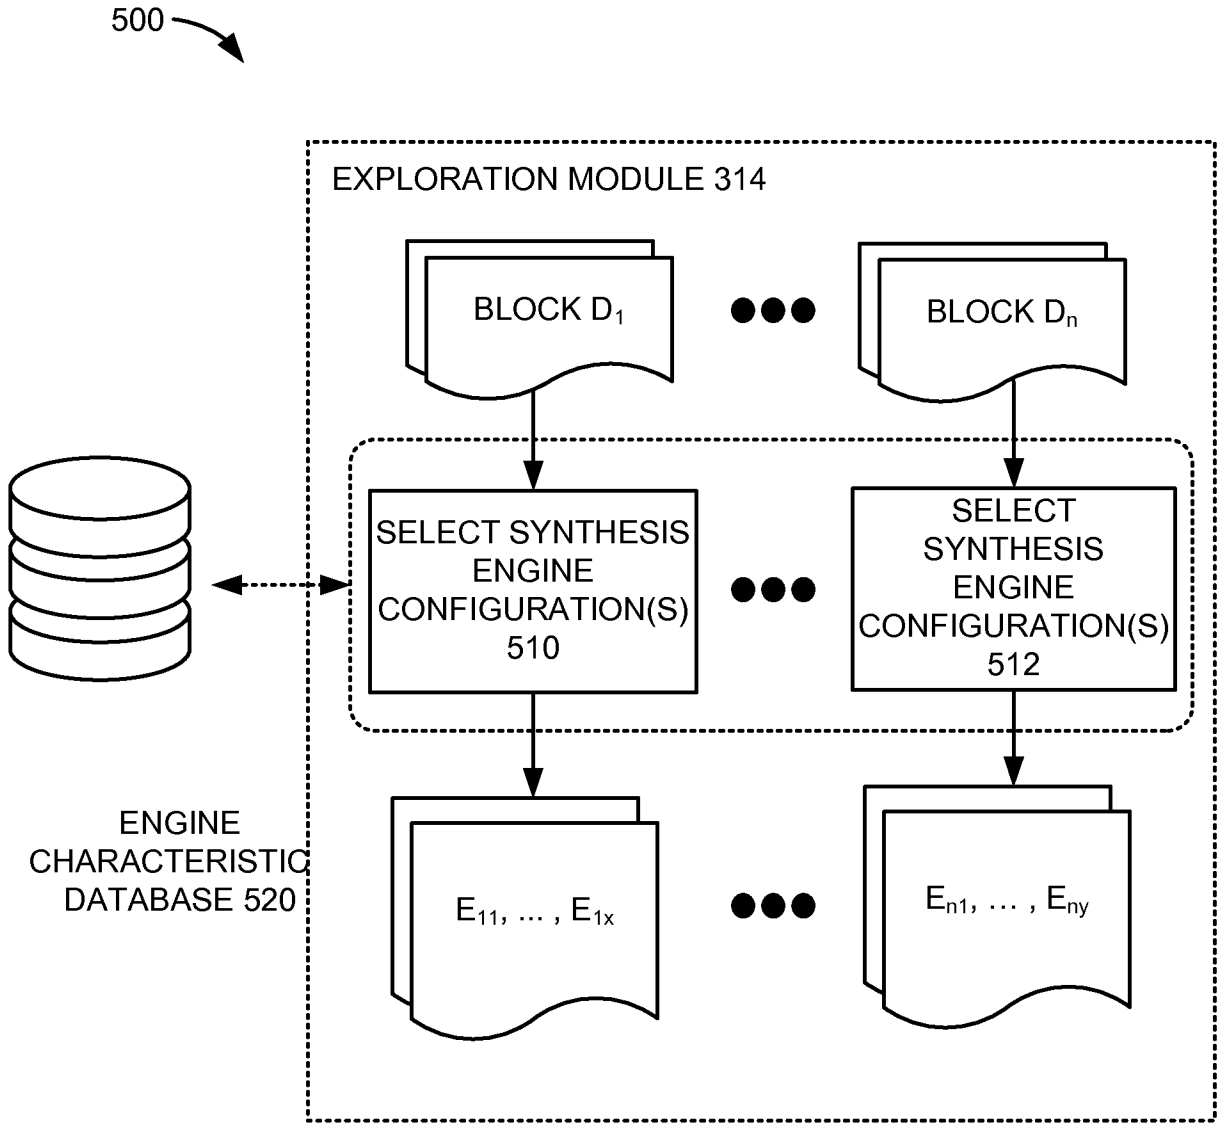 500
EXPLORATION MODULE 314
BLOCK D₁
BLOCK Dₙ
SELECT SYNTHESIS
ENGINE
CONFIGURATION(S)
510
SELECT
SYNTHESIS
ENGINE
CONFIGURATION(S)
512
ENGINE
CHARACTERISTIC
DATABASE 520
E₁₁, ... , E₁ₓ
Eₙ₁, ... , Eₙy